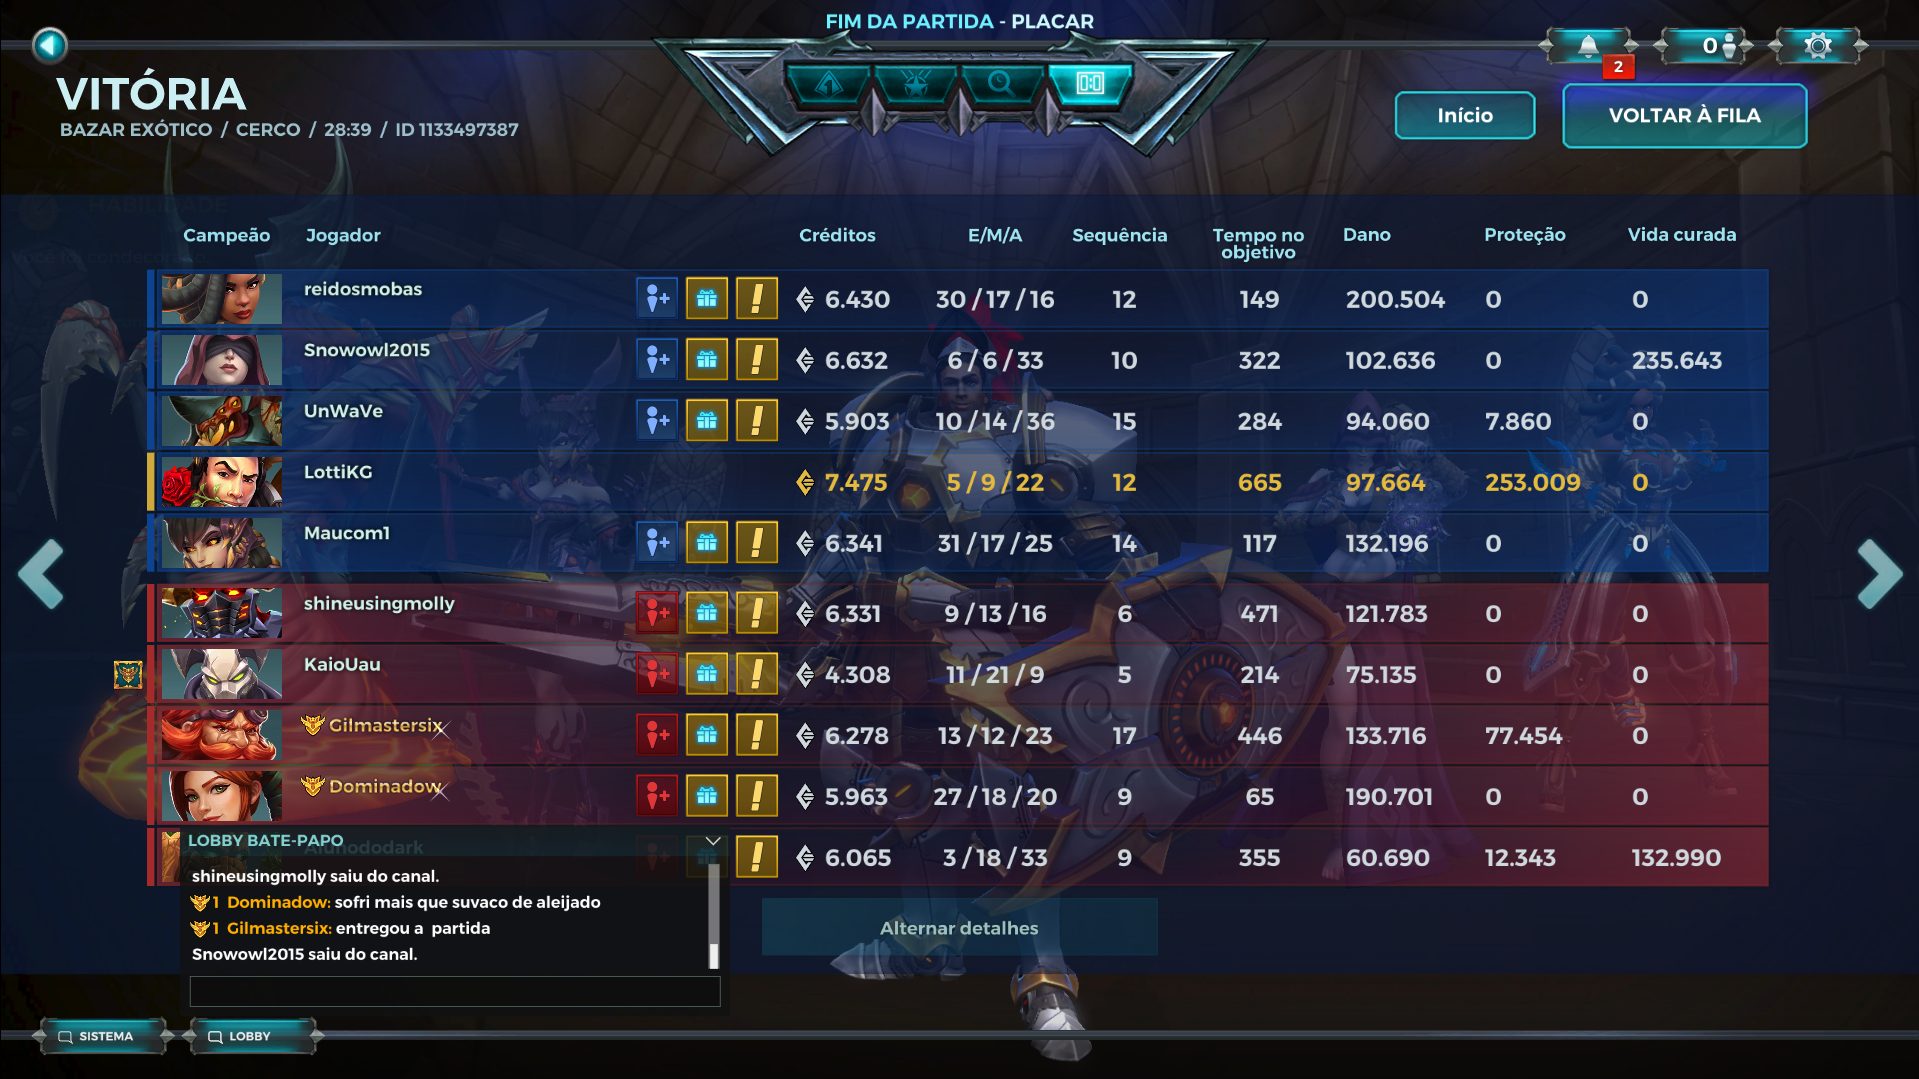 FIM DA PARTIDA - PLACAR
0
2
VITÓRIA
BAZAR EXÓTICO / CERCO / 28:39 / ID 1133497387
Início
VOLTAR À FILA
HABILIDADE
Campeão Jogador Créditos E/M/A Sequência Tempo no objetivo Dano Proteção Vida curada
reidosmobas 6.430 30 / 17 / 16 12 149 200.504 0 0
Snowowl2015 6.632 6 / 6 / 33 10 322 102.636 0 235.643
UnWaVe 5.903 10 / 14 / 36 15 284 94.060 7.860 0
LottiKG 7.475 5 / 9 / 22 12 665 97.664 253.009 0
Maucom1 6.341 31 / 17 / 25 14 117 132.196 0 0
shineusingmolly 6.331 9 / 13 / 16 6 471 121.783 0 0
KaioUau 4.308 11 / 21 / 9 5 214 75.135 0 0
Gilmastersix 6.278 13 / 12 / 23 17 446 133.716 77.454 0
Dominadow 5.963 27 / 18 / 20 9 65 190.701 0 0
6.065 3 / 18 / 33 9 355 60.690 12.343 132.990
LOBBY BATE-PAPO
shineusingmolly saiu do canal.
1 Dominadow: sofri mais que suvaco de aleijado
1 Gilmastersix: entregou a partida
Snowowl2015 saiu do canal.
Alternar detalhes
SISTEMA
LOBBY